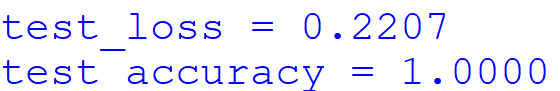 test_loss = 0.2207
test accuracy = 1.0000